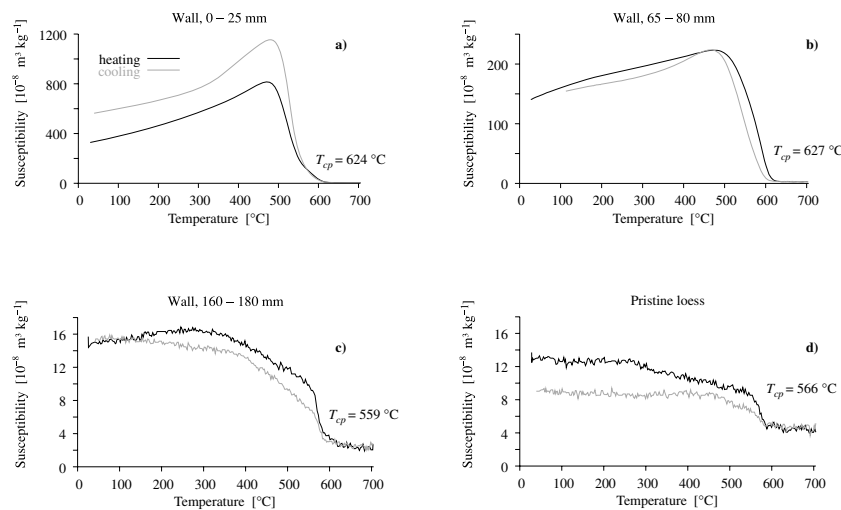 Wall, 0 – 25 mm
a)
1200
800
400
0
heating
cooling
T_cp = 624 °C
0 100 200 300 400 500 600 700
Temperature [°C]
Susceptibility [10⁻⁸ m³ kg⁻¹]
Wall, 65 – 80 mm
b)
200
100
0
T_cp = 627 °C
0 100 200 300 400 500 600 700
Temperature [°C]
Susceptibility [10⁻⁸ m³ kg⁻¹]
Wall, 160 – 180 mm
c)
16
12
8
4
0
T_cp = 559 °C
0 100 200 300 400 500 600 700
Temperature [°C]
Susceptibility [10⁻⁸ m³ kg⁻¹]
Pristine loess
d)
16
12
8
4
0
T_cp = 566 °C
0 100 200 300 400 500 600 700
Temperature [°C]
Susceptibility [10⁻⁸ m³ kg⁻¹]